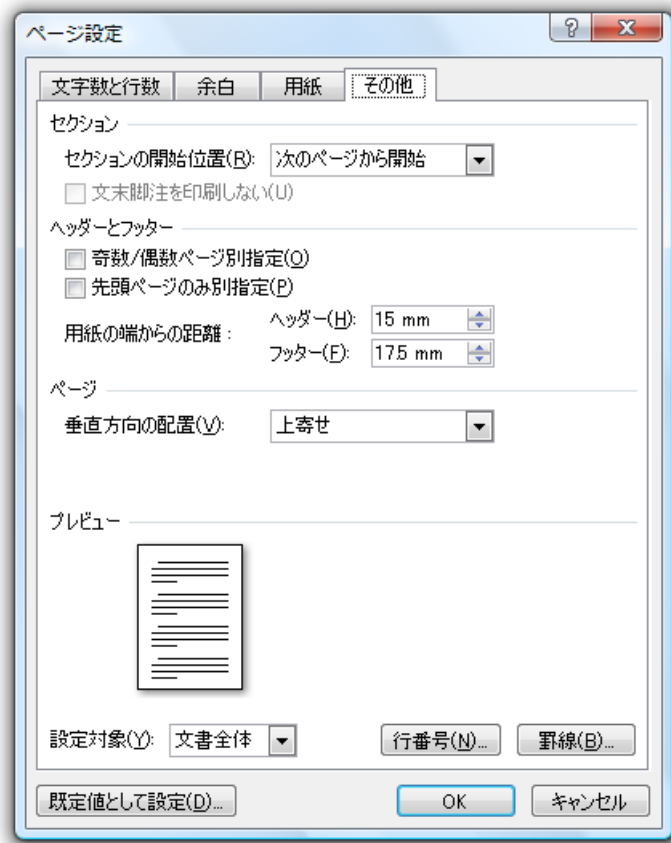 ページ設定
文字数と行数 余白 用紙 その他
セクション
セクションの開始位置(R): 次のページから開始
文末脚注を印刷しない(U)
ヘッダーとフッター
奇数/偶数ページ別指定(O)
先頭ページのみ別指定(P)
用紙の端からの距離：
ヘッダー(H): 15 mm
フッター(F): 17.5 mm
ページ
垂直方向の配置(V): 上寄せ
プレビュー
設定対象(Y): 文書全体 行番号(N)... 罫線(B)...
既定値として設定(D)... OK キャンセル